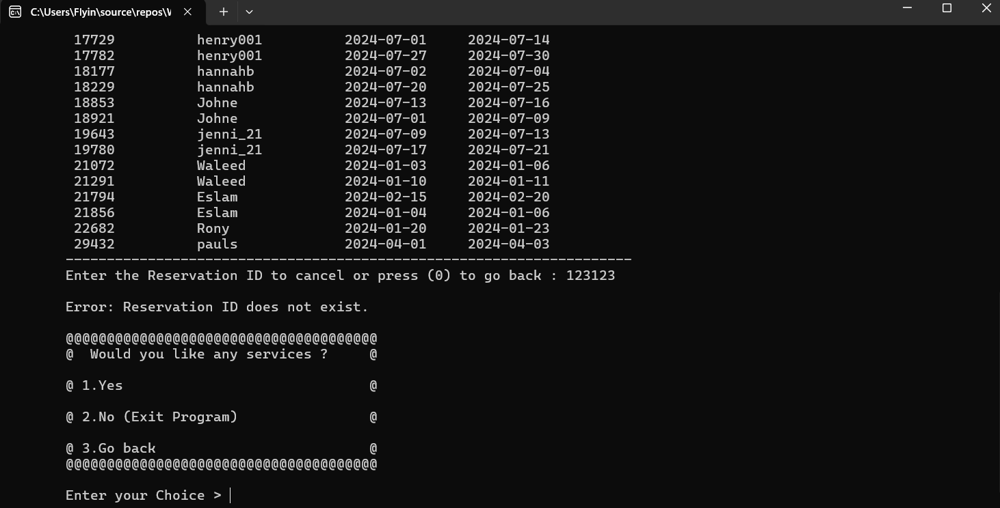 C:\Users\Flyin\source\repos\V
17729 henry001 2024-07-01 2024-07-14
17782 henry001 2024-07-27 2024-07-30
18177 hannahb 2024-07-02 2024-07-04
18229 hannahb 2024-07-20 2024-07-25
18853 Johne 2024-07-13 2024-07-16
18921 Johne 2024-07-01 2024-07-09
19643 jenni_21 2024-07-09 2024-07-13
19780 jenni_21 2024-07-17 2024-07-21
21072 Waleed 2024-01-03 2024-01-06
21291 Waleed 2024-01-10 2024-01-11
21794 Eslam 2024-02-15 2024-02-20
21856 Eslam 2024-01-04 2024-01-06
22682 Rony 2024-01-20 2024-01-23
29432 pauls 2024-04-01 2024-04-03
---------------------------------------------------------------------
Enter the Reservation ID to cancel or press (0) to go back : 123123
Error: Reservation ID does not exist.
@@@@@@@@@@@@@@@@@@@@@@@@@@@@@@@@@@@@@@
@ Would you like any services ? @
@ 1.Yes @
@ 2.No (Exit Program) @
@ 3.Go back @
@@@@@@@@@@@@@@@@@@@@@@@@@@@@@@@@@@@@@@
Enter your Choice >